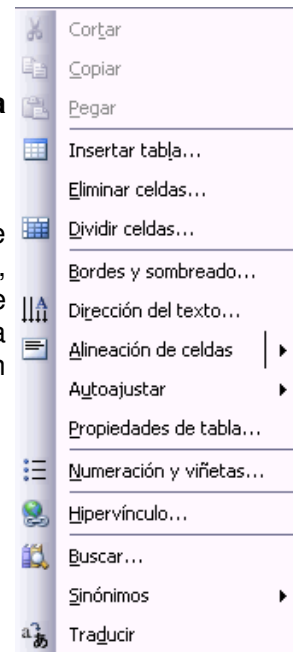 Cortar
Copiar
a
Pegar
Insertar tabla...
Eliminar celdas...
e
Dividir celdas...
,
Bordes y sombreado...
e
Dirección del texto...
a
Alineación de celdas
n
Autoajustar
Propiedades de tabla...
Numeración y viñetas...
Hipervínculo...
Buscar...
Sinónimos
Traducir